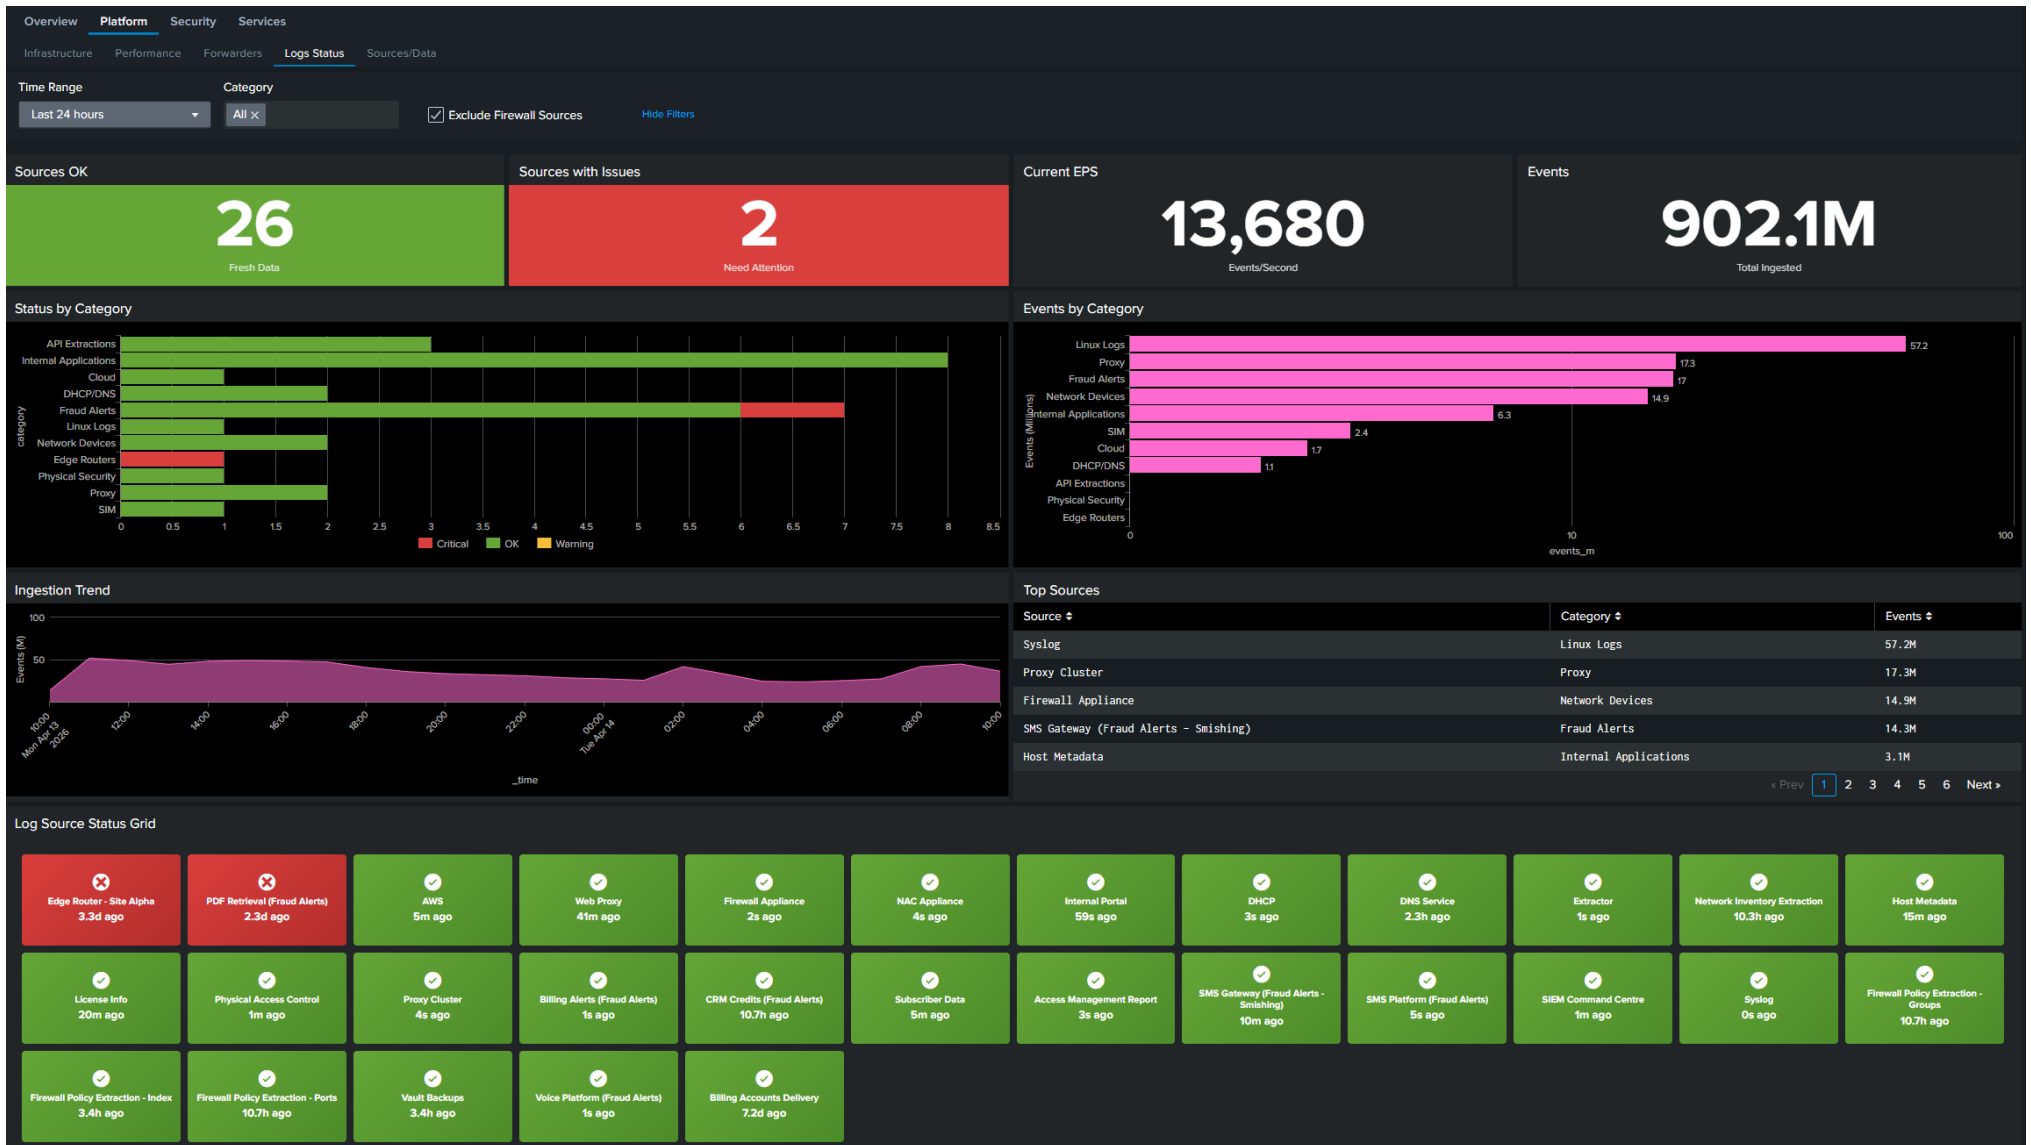 Overview Platform Security Services
Infrastructure Performance Forwarders Logs Status Sources/Data
Time Range Category
Last 24 hours All × Exclude Firewall Sources Hide Filters
Sources OK
26
Fresh Data
Sources with Issues
2
Need Attention
Current EPS
13,680
Events/Second
Events
902.1M
Total Ingested
Status by Category
category
API Extractions
Internal Applications
Cloud
DHCP/DNS
Fraud Alerts
Linux Logs
Network Devices
Edge Routers
Physical Security
Proxy
SIM
0 0.5 1 1.5 2 2.5 3 3.5 4 4.5 5 5.5 6 6.5 7 7.5 8 8.5
Critical OK Warning
Events by Category
Events (Millions)
Linux Logs 57.2
Proxy 17.3
Fraud Alerts 17
Network Devices 14.9
Internal Applications 6.3
SIM 2.4
Cloud 1.7
DHCP/DNS 1.1
API Extractions
Physical Security
Edge Routers
0 10 100
events_m
Ingestion Trend
Events (M)
100
50
10:00 12:00 14:00 16:00 18:00 20:00 22:00 00:00 02:00 04:00 06:00 08:00 10:00
Mon Apr 13 Tue Apr 14
2026
_time
Top Sources
Source Category Events
Syslog Linux Logs 57.2M
Proxy Cluster Proxy 17.3M
Firewall Appliance Network Devices 14.9M
SMS Gateway (Fraud Alerts - Smishing) Fraud Alerts 14.3M
Host Metadata Internal Applications 3.1M
« Prev 1 2 3 4 5 6 Next »
Log Source Status Grid
Edge Router - Site Alpha
3.3d ago
PDF Retrieval (Fraud Alerts)
2.3d ago
AWS
5m ago
Web Proxy
41m ago
Firewall Appliance
2s ago
NAC Appliance
4s ago
Internal Portal
59s ago
DHCP
3s ago
DNS Service
2.3h ago
Extractor
1s ago
Network Inventory Extraction
10.3h ago
Host Metadata
15m ago
License Info
20m ago
Physical Access Control
1m ago
Proxy Cluster
4s ago
Billing Alerts (Fraud Alerts)
1s ago
CRM Credits (Fraud Alerts)
10.7h ago
Subscriber Data
5m ago
Access Management Report
3s ago
SMS Gateway (Fraud Alerts -
Smishing)
10m ago
SMS Platform (Fraud Alerts)
5s ago
SIEM Command Centre
1m ago
Syslog
0s ago
Firewall Policy Extraction -
Groups
10.7h ago
Firewall Policy Extraction - Index
3.4h ago
Firewall Policy Extraction - Ports
10.7h ago
Vault Backups
3.4h ago
Voice Platform (Fraud Alerts)
1s ago
Billing Accounts Delivery
7.2d ago